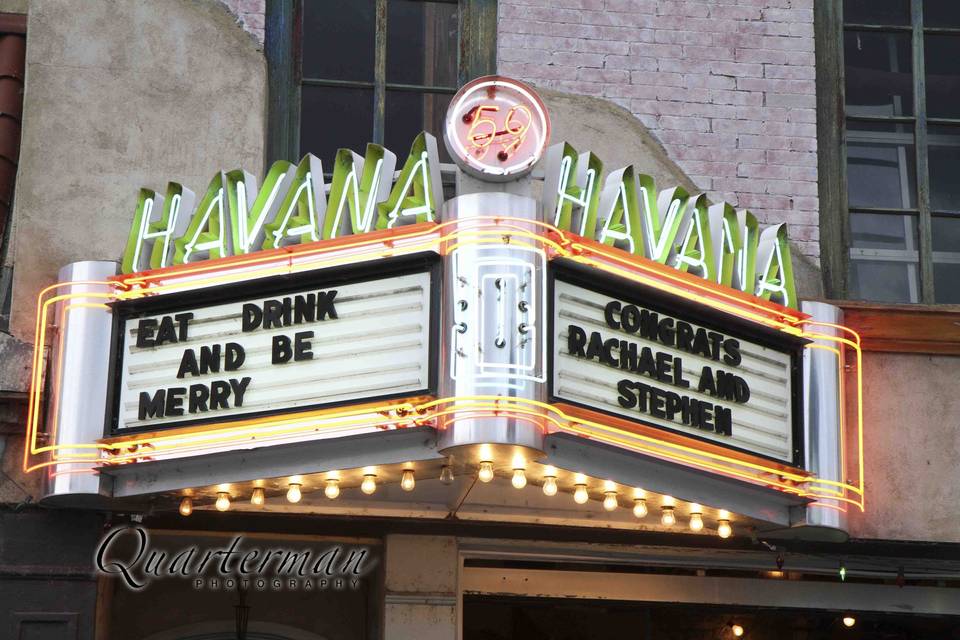 59
HAVANA
HAVANA
EAT DRINK
AND BE
MERRY
CONGRATS
RACHAEL AND
STEPHEN
Quarterman
PHOTOGRAPHY